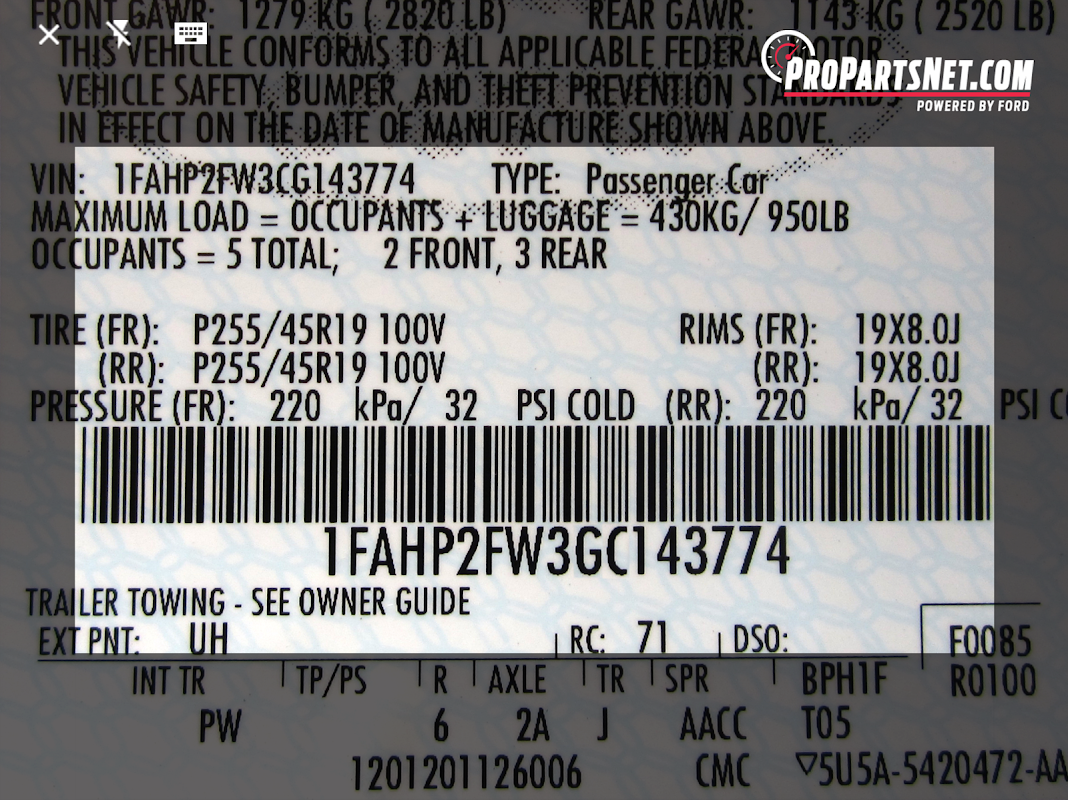 FRONT GAWR: 1279 KG ( 2820 LB) REAR GAWR: 1143 KG ( 2520 LB)
THIS VEHICLE CONFORMS TO ALL APPLICABLE FEDERAL MOTOR
PROPARTSNET.COM
VEHICLE SAFETY, BUMPER, AND THEFT PREVENTION STANDARDS
POWERED BY FORD
IN EFFECT ON THE DATE OF MANUFACTURE SHOWN ABOVE.
VIN: 1FAHP2FW3CG143774 TYPE: Passenger Car
MAXIMUM LOAD = OCCUPANTS + LUGGAGE = 430KG/ 950LB
OCCUPANTS = 5 TOTAL; 2 FRONT, 3 REAR
TIRE (FR): P255/45R19 100V RIMS (FR): 19X8.0J
(RR): P255/45R19 100V (RR): 19X8.0J
PRESSURE (FR): 220 kPa/ 32 PSI COLD (RR): 220 kPa/ 32 PSI C
1FAHP2FW3GC143774
TRAILER TOWING - SEE OWNER GUIDE
EXT PNT: UH RC: 71 DSO: F0085
INT TR TP/PS R AXLE TR SPR BPH1F R0100
PW 6 2A J AACC T05
1201201126006 CMC ▽5U5A-5420472-AA